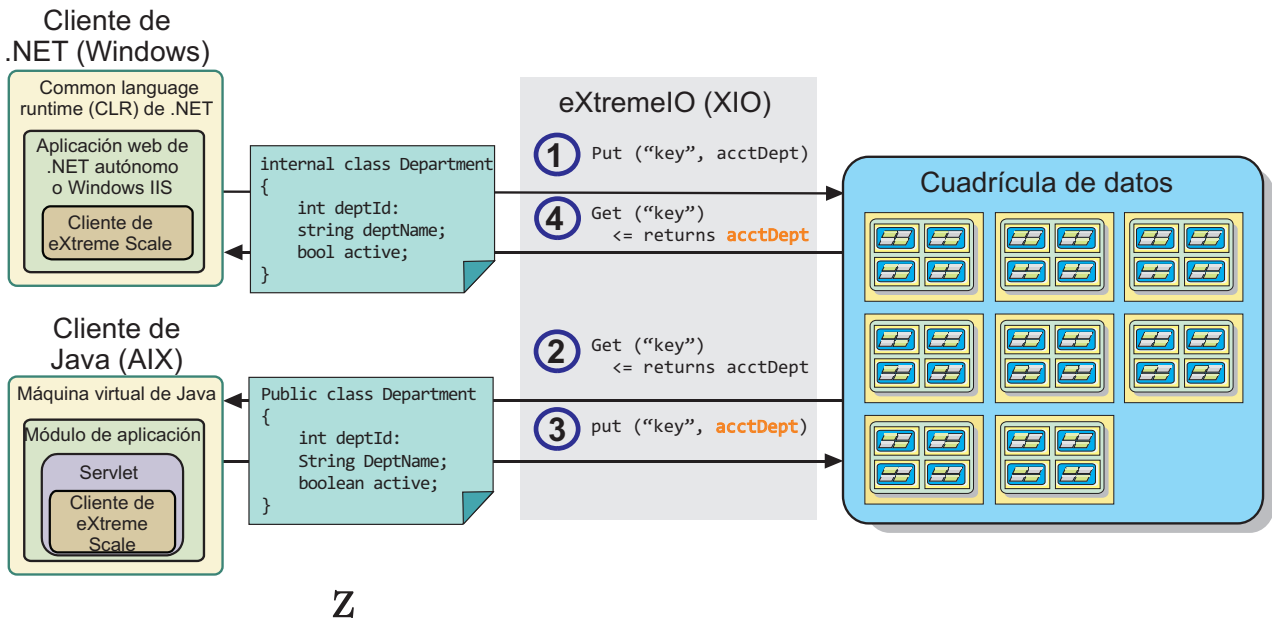 Cliente de
.NET (Windows)
Common language
runtime (CLR) de .NET
Aplicación web de
.NET autónomo
o Windows IIS
Cliente de
eXtreme Scale
internal class Department
{
int deptId:
string deptName;
bool active;
}
eXtremeIO (XIO)
1 Put (“key”, acctDept)
4 Get (“key”)
<= returns acctDept
Cuadrícula de datos
Cliente de
Java (AIX)
Máquina virtual de Java
Módulo de aplicación
Servlet
Cliente de
eXtreme
Scale
Public class Department
{
int deptId:
String DeptName;
boolean active;
}
2 Get (“key”)
<= returns acctDept
3 put (“key”, acctDept)
Z